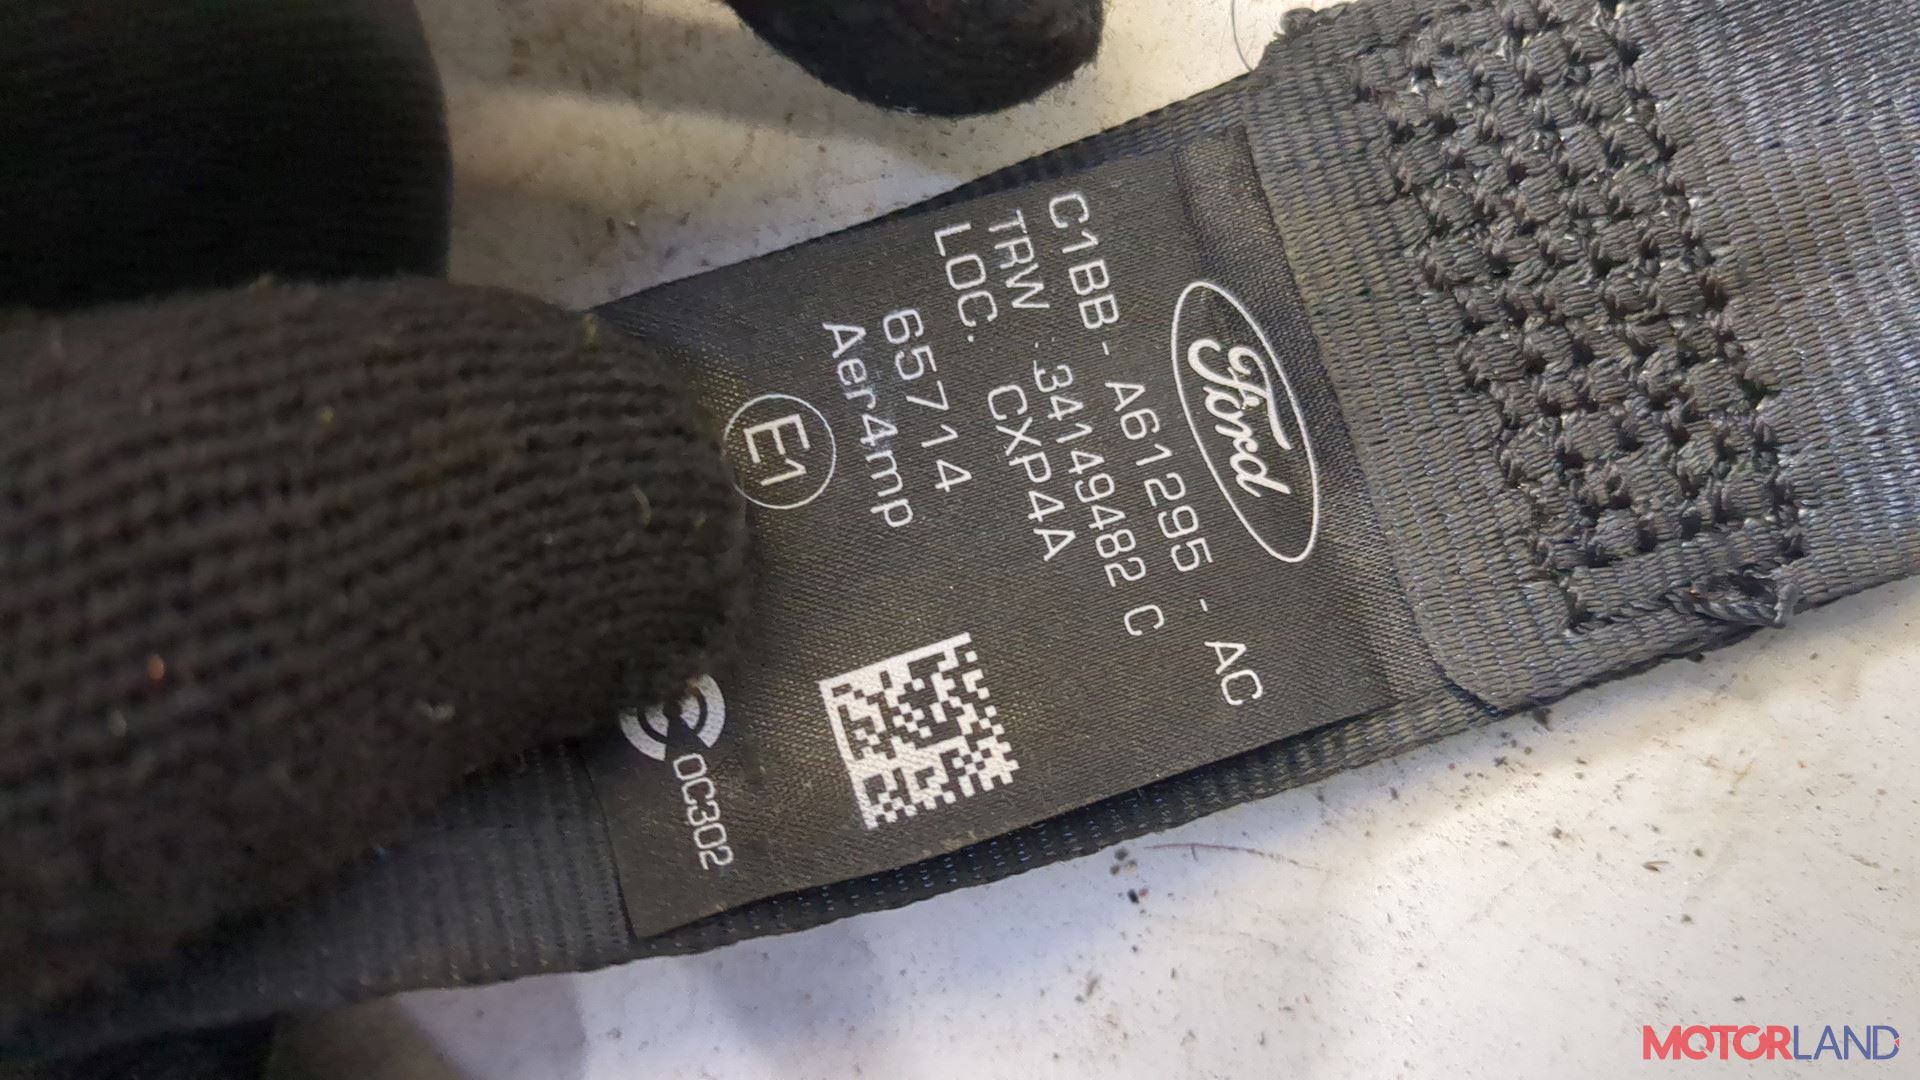 Ford
C1BB-A61295-AC
TRW 34149482 C
LOC. CXP4A
65714
Aer4mp
E1
0C302
MOTORLAND